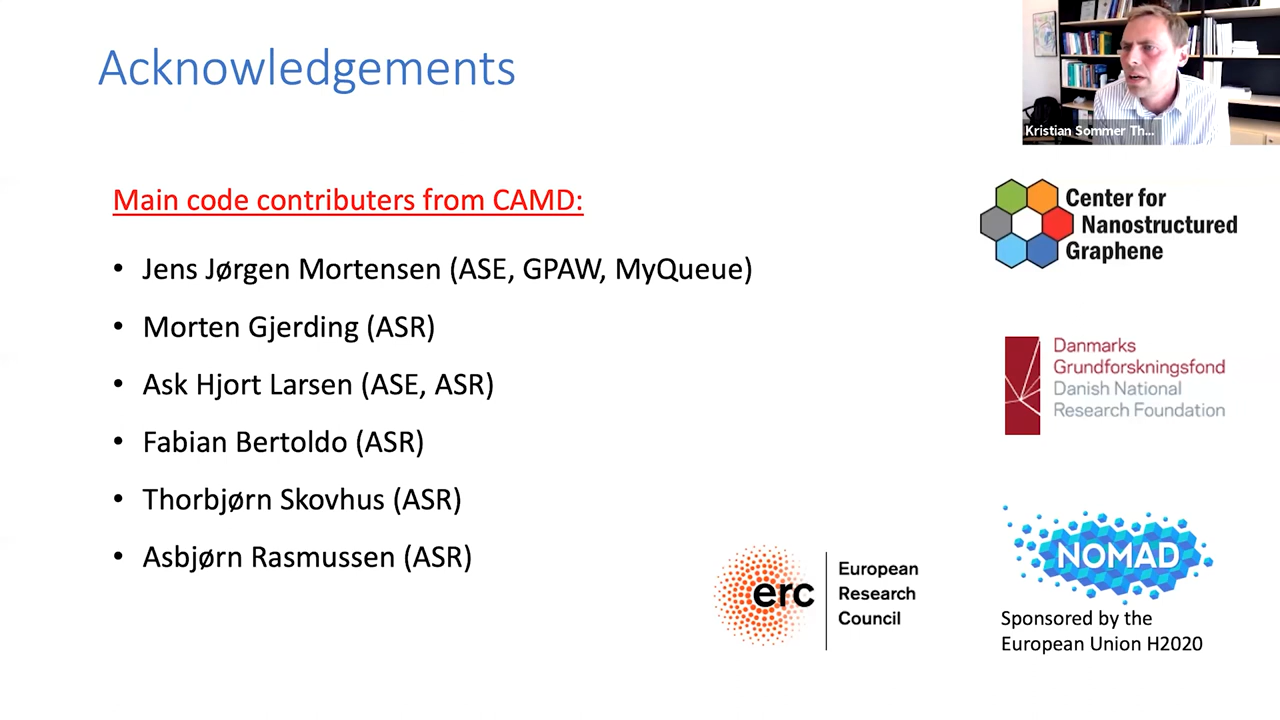 Acknowledgements
Kristian Sommer Th...
Main code contributers from CAMD:
• Jens Jørgen Mortensen (ASE, GPAW, MyQueue)
• Morten Gjerding (ASR)
• Ask Hjort Larsen (ASE, ASR)
• Fabian Bertoldo (ASR)
• Thorbjørn Skovhus (ASR)
• Asbjørn Rasmussen (ASR)
Center for
Nanostructured
Graphene
Danmarks
Grundforskningsfond
Danish National
Research Foundation
erc
European
Research
Council
NOMAD
Sponsored by the
European Union H2020